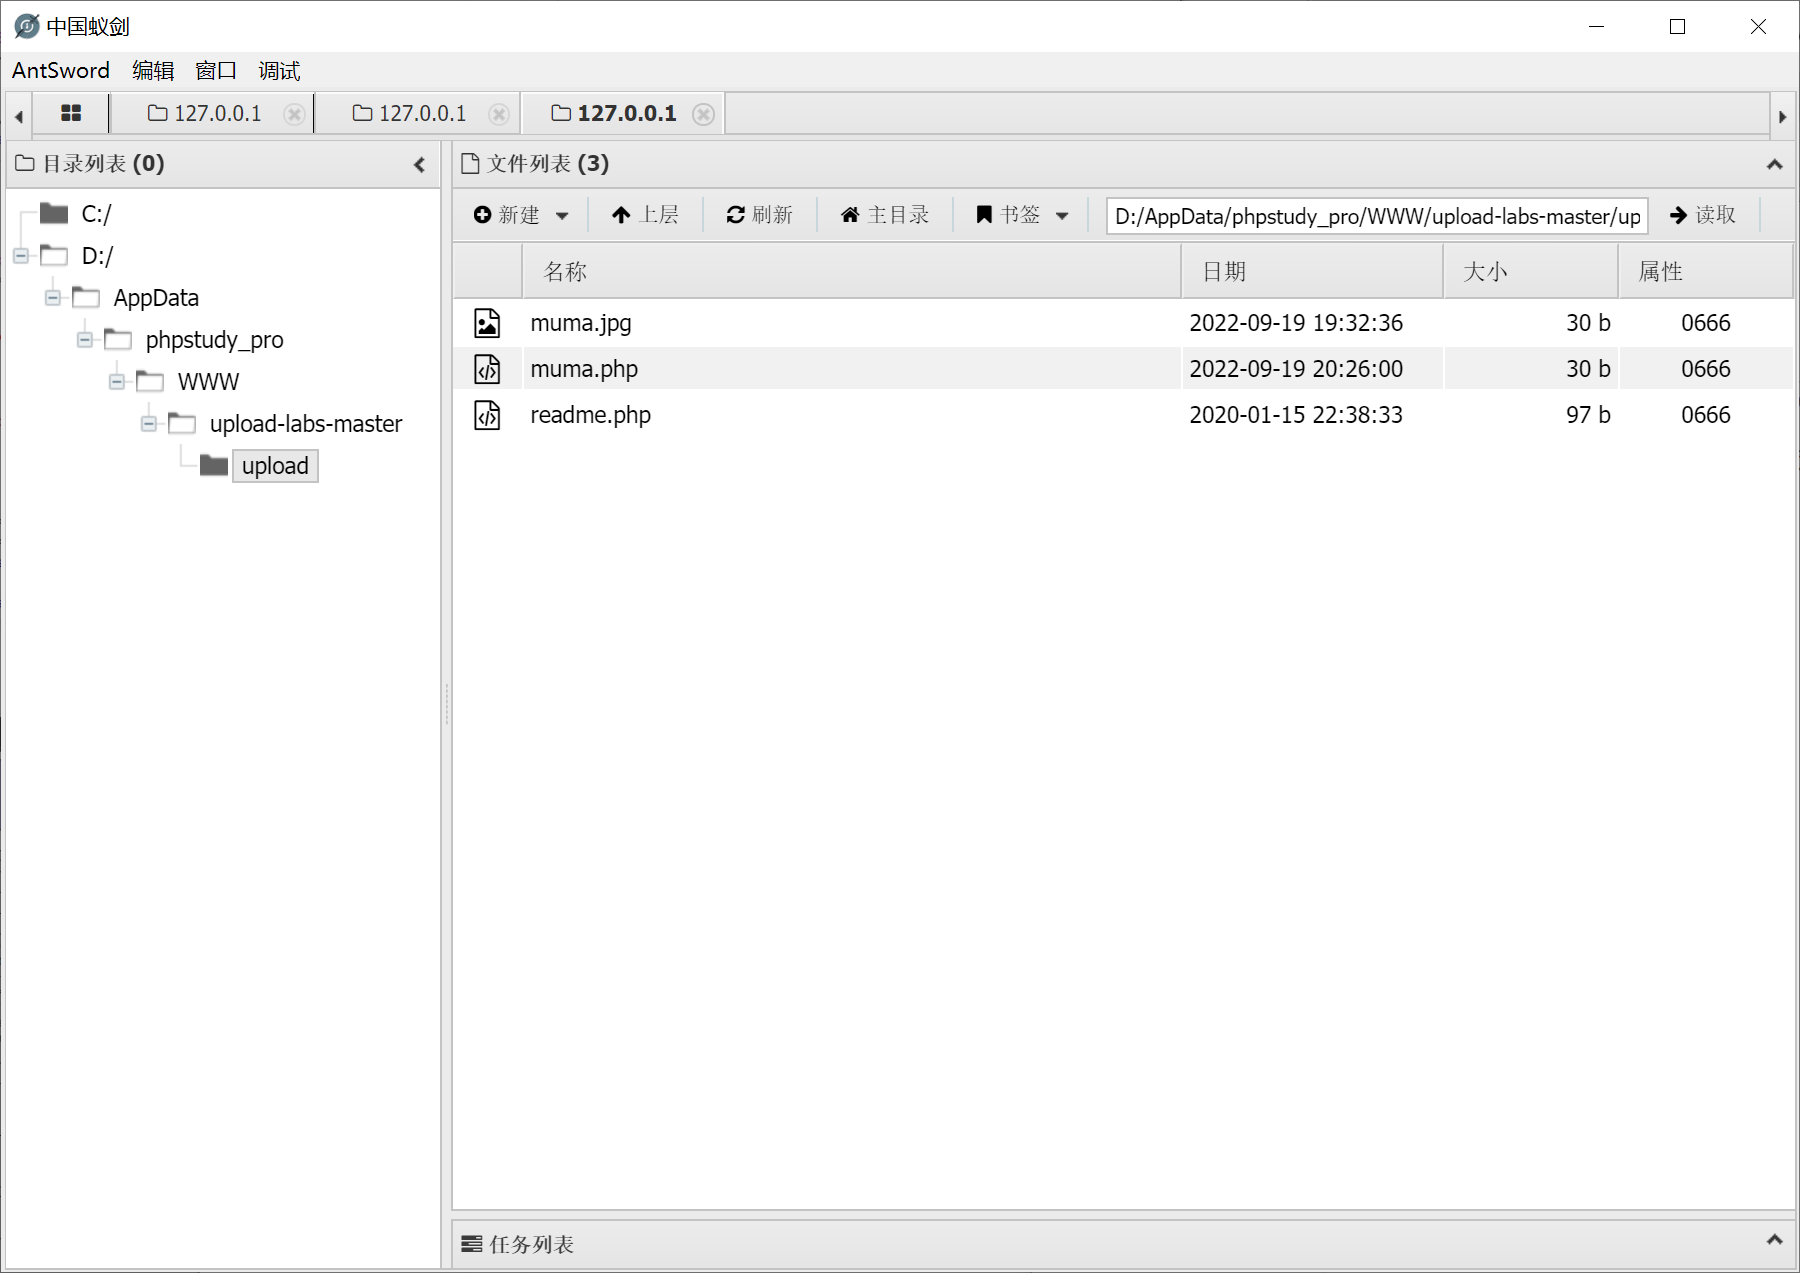 中国蚁剑
AntSword 编辑 窗口 调试
127.0.0.1 127.0.0.1 127.0.0.1
目录列表 (0)
C:/
D:/
AppData
phpstudy_pro
WWW
upload-labs-master
upload
文件列表 (3)
新建 上层 刷新 主目录 书签 D:/AppData/phpstudy_pro/WWW/upload-labs-master/up 读取
名称 日期 大小 属性
muma.jpg 2022-09-19 19:32:36 30 b 0666
muma.php 2022-09-19 20:26:00 30 b 0666
readme.php 2020-01-15 22:38:33 97 b 0666
任务列表